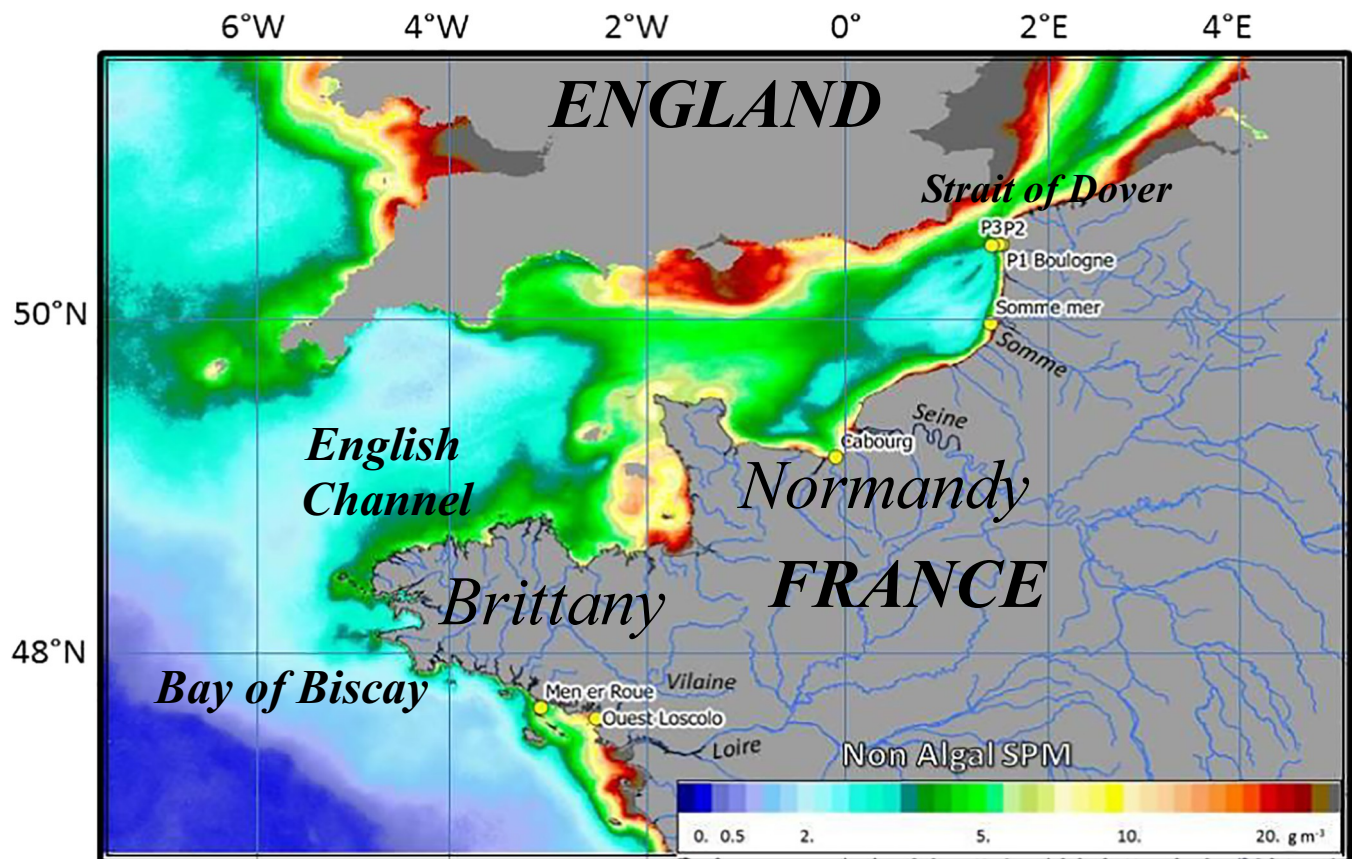 6°W 4°W 2°W 0° 2°E 4°E
ENGLAND
Strait of Dover
P3 P2
P1 Boulogne
50°N
Somme mer
Somme
Seine
Cabourg
English
Channel
Normandy
FRANCE
Brittany
48°N
Bay of Biscay
Men er Roue
Vilaine
Ouest Loscolo
Loire
Non Algal SPM
0. 0.5 2. 5. 10. 20. g m⁻³